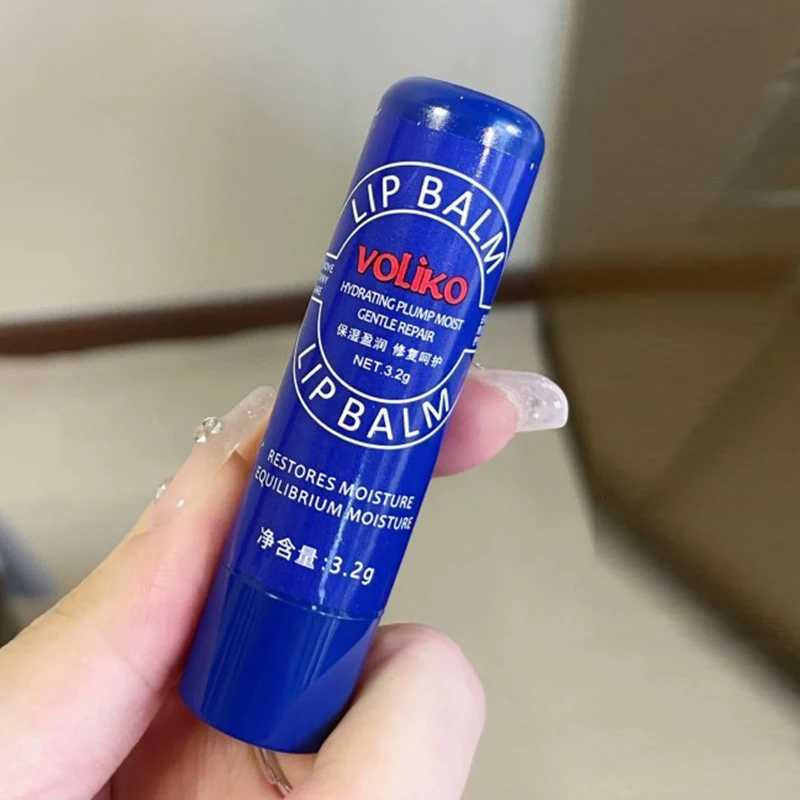 LIP BALM
VOLiKO
HYDRATING PLUMP MOIST
GENTLE REPAIR
保湿盈润 修复呵护
NET.3.2g
LIP BALM
RESTORES MOISTURE
EQUILIBRIUM MOISTURE
净含量:3.2g